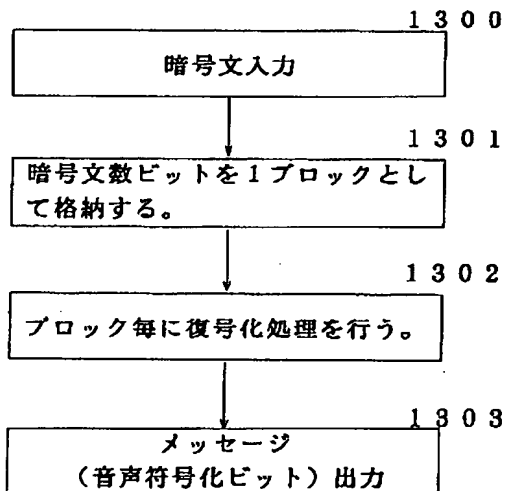 1300
暗号文入力
1301
暗号文数ビットを1ブロックとし
て格納する。
1302
ブロック毎に復号化処理を行う。
1303
メッセージ
(音声符号化ビット)出力